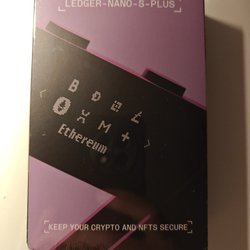 LEDGER-NANO-S-PLUS
B
X M +
Ethereum
[KEEP YOUR CRYPTO AND NFTS SECURE]